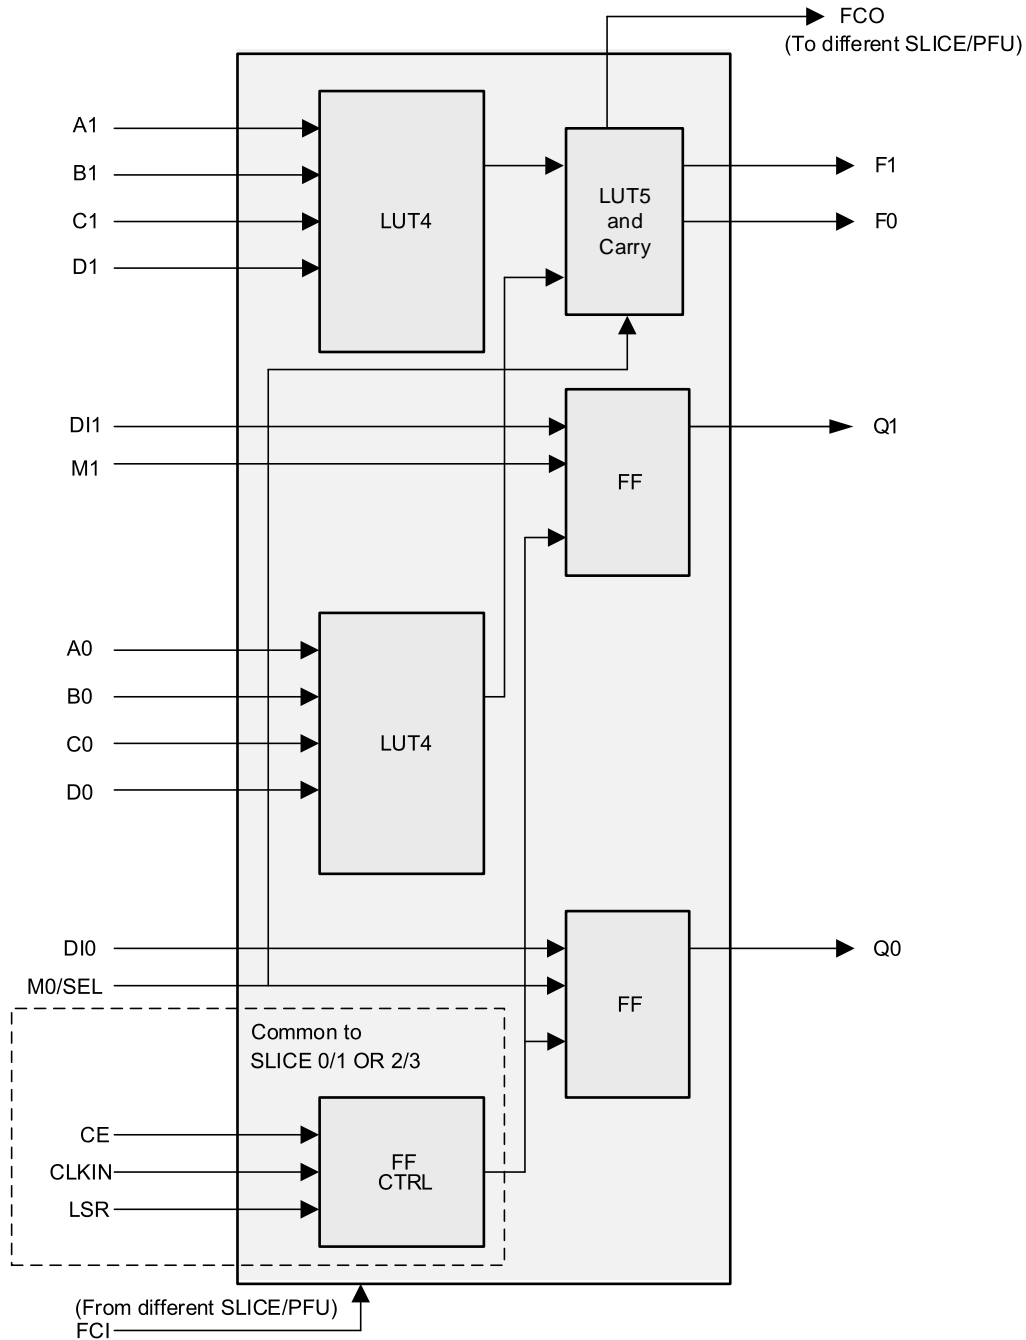 FCO
(To different SLICE/PFU)
A1
B1
C1
D1
LUT4
LUT5
and
Carry
F1
F0
DI1
M1
FF
Q1
A0
B0
C0
D0
LUT4
DI0
M0/SEL
FF
Q0
Common to
SLICE 0/1 OR 2/3
CE
CLKIN
LSR
FF
CTRL
(From different SLICE/PFU)
FCI